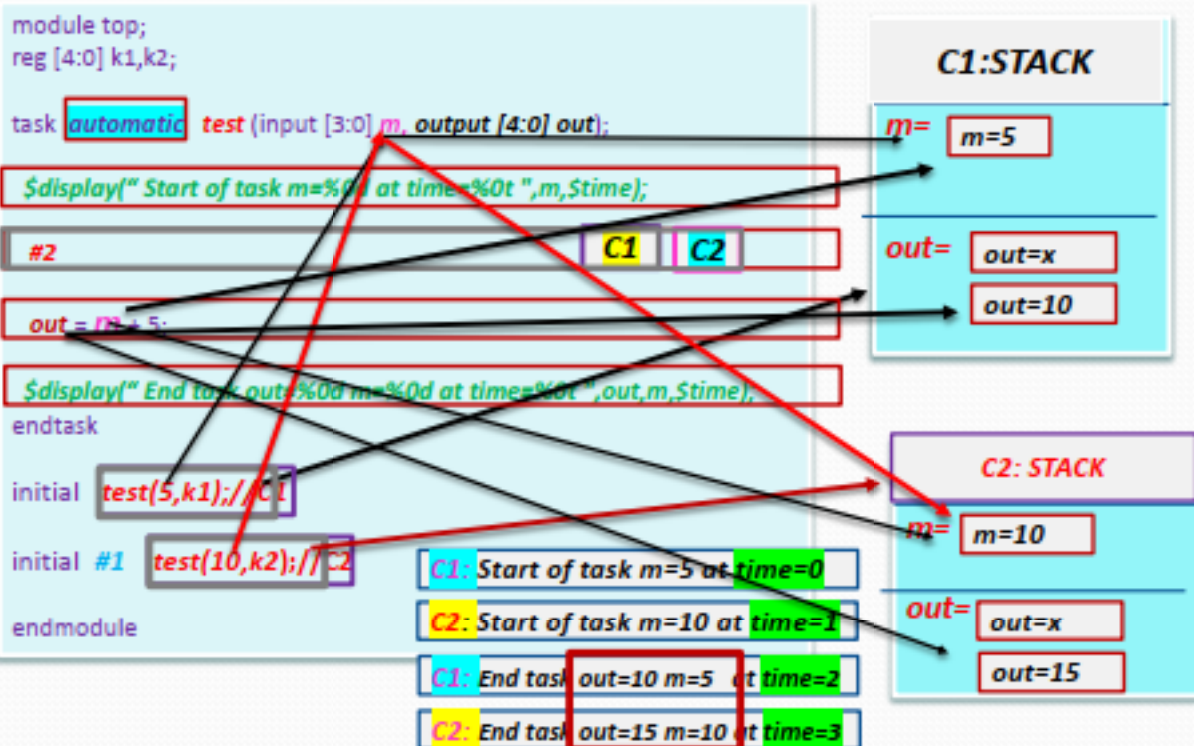 module top;
reg [4:0] k1,k2;
task automatic test (input [3:0] m, output [4:0] out);
$display(“ Start of task m=%0d at time=%0t ”,m,$time);
#2
C1 C2
out = m + 5;
$display(“ End task out=%0d m=%0d at time=%0t ”,out,m,$time);
endtask
initial test(5,k1);//C1
initial #1 test(10,k2);//C2
endmodule
C1: Start of task m=5 at time=0
C2: Start of task m=10 at time=1
C1: End task out=10 m=5 at time=2
C2: End task out=15 m=10 at time=3
C1:STACK
m= m=5
out= out=x
out=10
C2: STACK
m= m=10
out= out=x
out=15